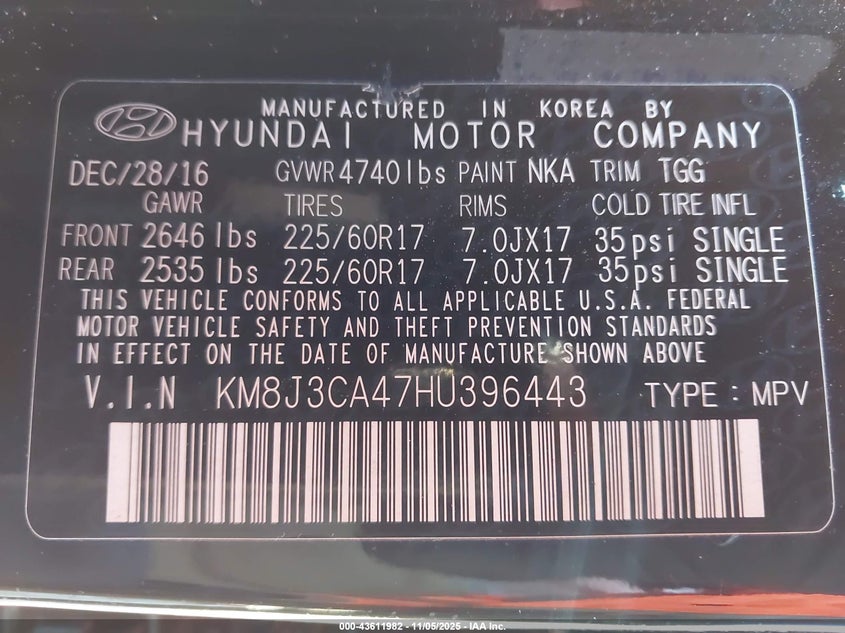 MANUFACTURED IN KOREA BY
HYUNDAI MOTOR COMPANY
DEC/28/16 GVWR 4740 lbs PAINT NKA TRIM TGG
GAWR TIRES RIMS COLD TIRE INFL
FRONT 2646 lbs 225/60R17 7.0JX17 35psi SINGLE
REAR 2535 lbs 225/60R17 7.0JX17 35psi SINGLE
THIS VEHICLE CONFORMS TO ALL APPLICABLE U.S.A. FEDERAL
MOTOR VEHICLE SAFETY AND THEFT PREVENTION STANDARDS
IN EFFECT ON THE DATE OF MANUFACTURE SHOWN ABOVE
V.I.N KM8J3CA47HU396443 TYPE : MPV
000-43611982 - 11/05/2025 - IAA Inc.